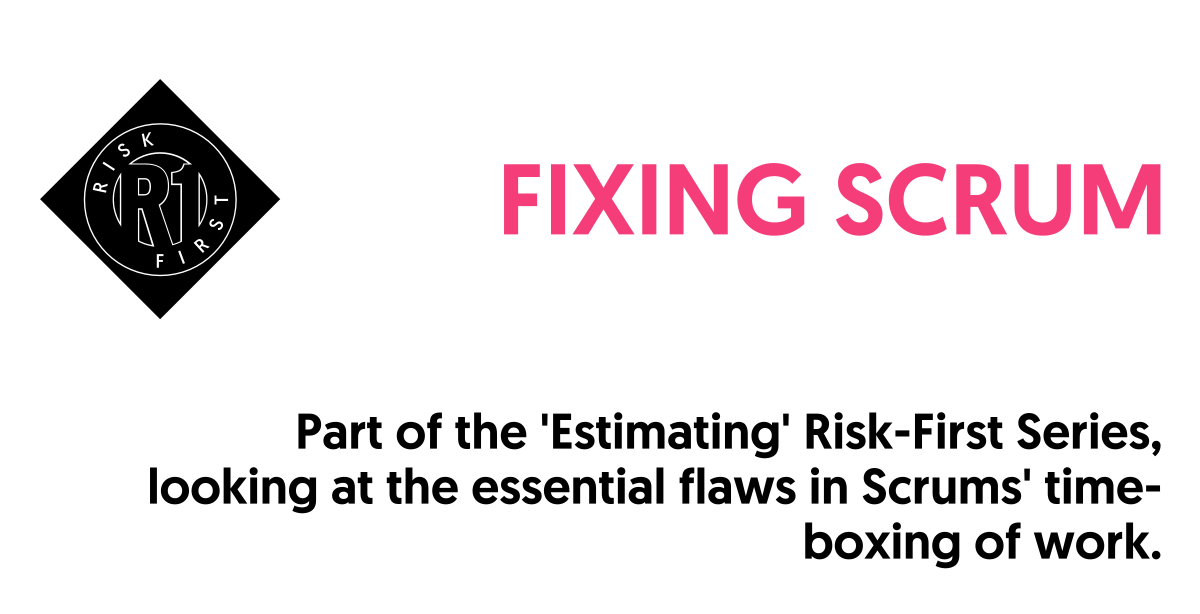 RISK
R1
FIRST
FIXING SCRUM
Part of the 'Estimating' Risk-First Series,
looking at the essential flaws in Scrums' time-
boxing of work.